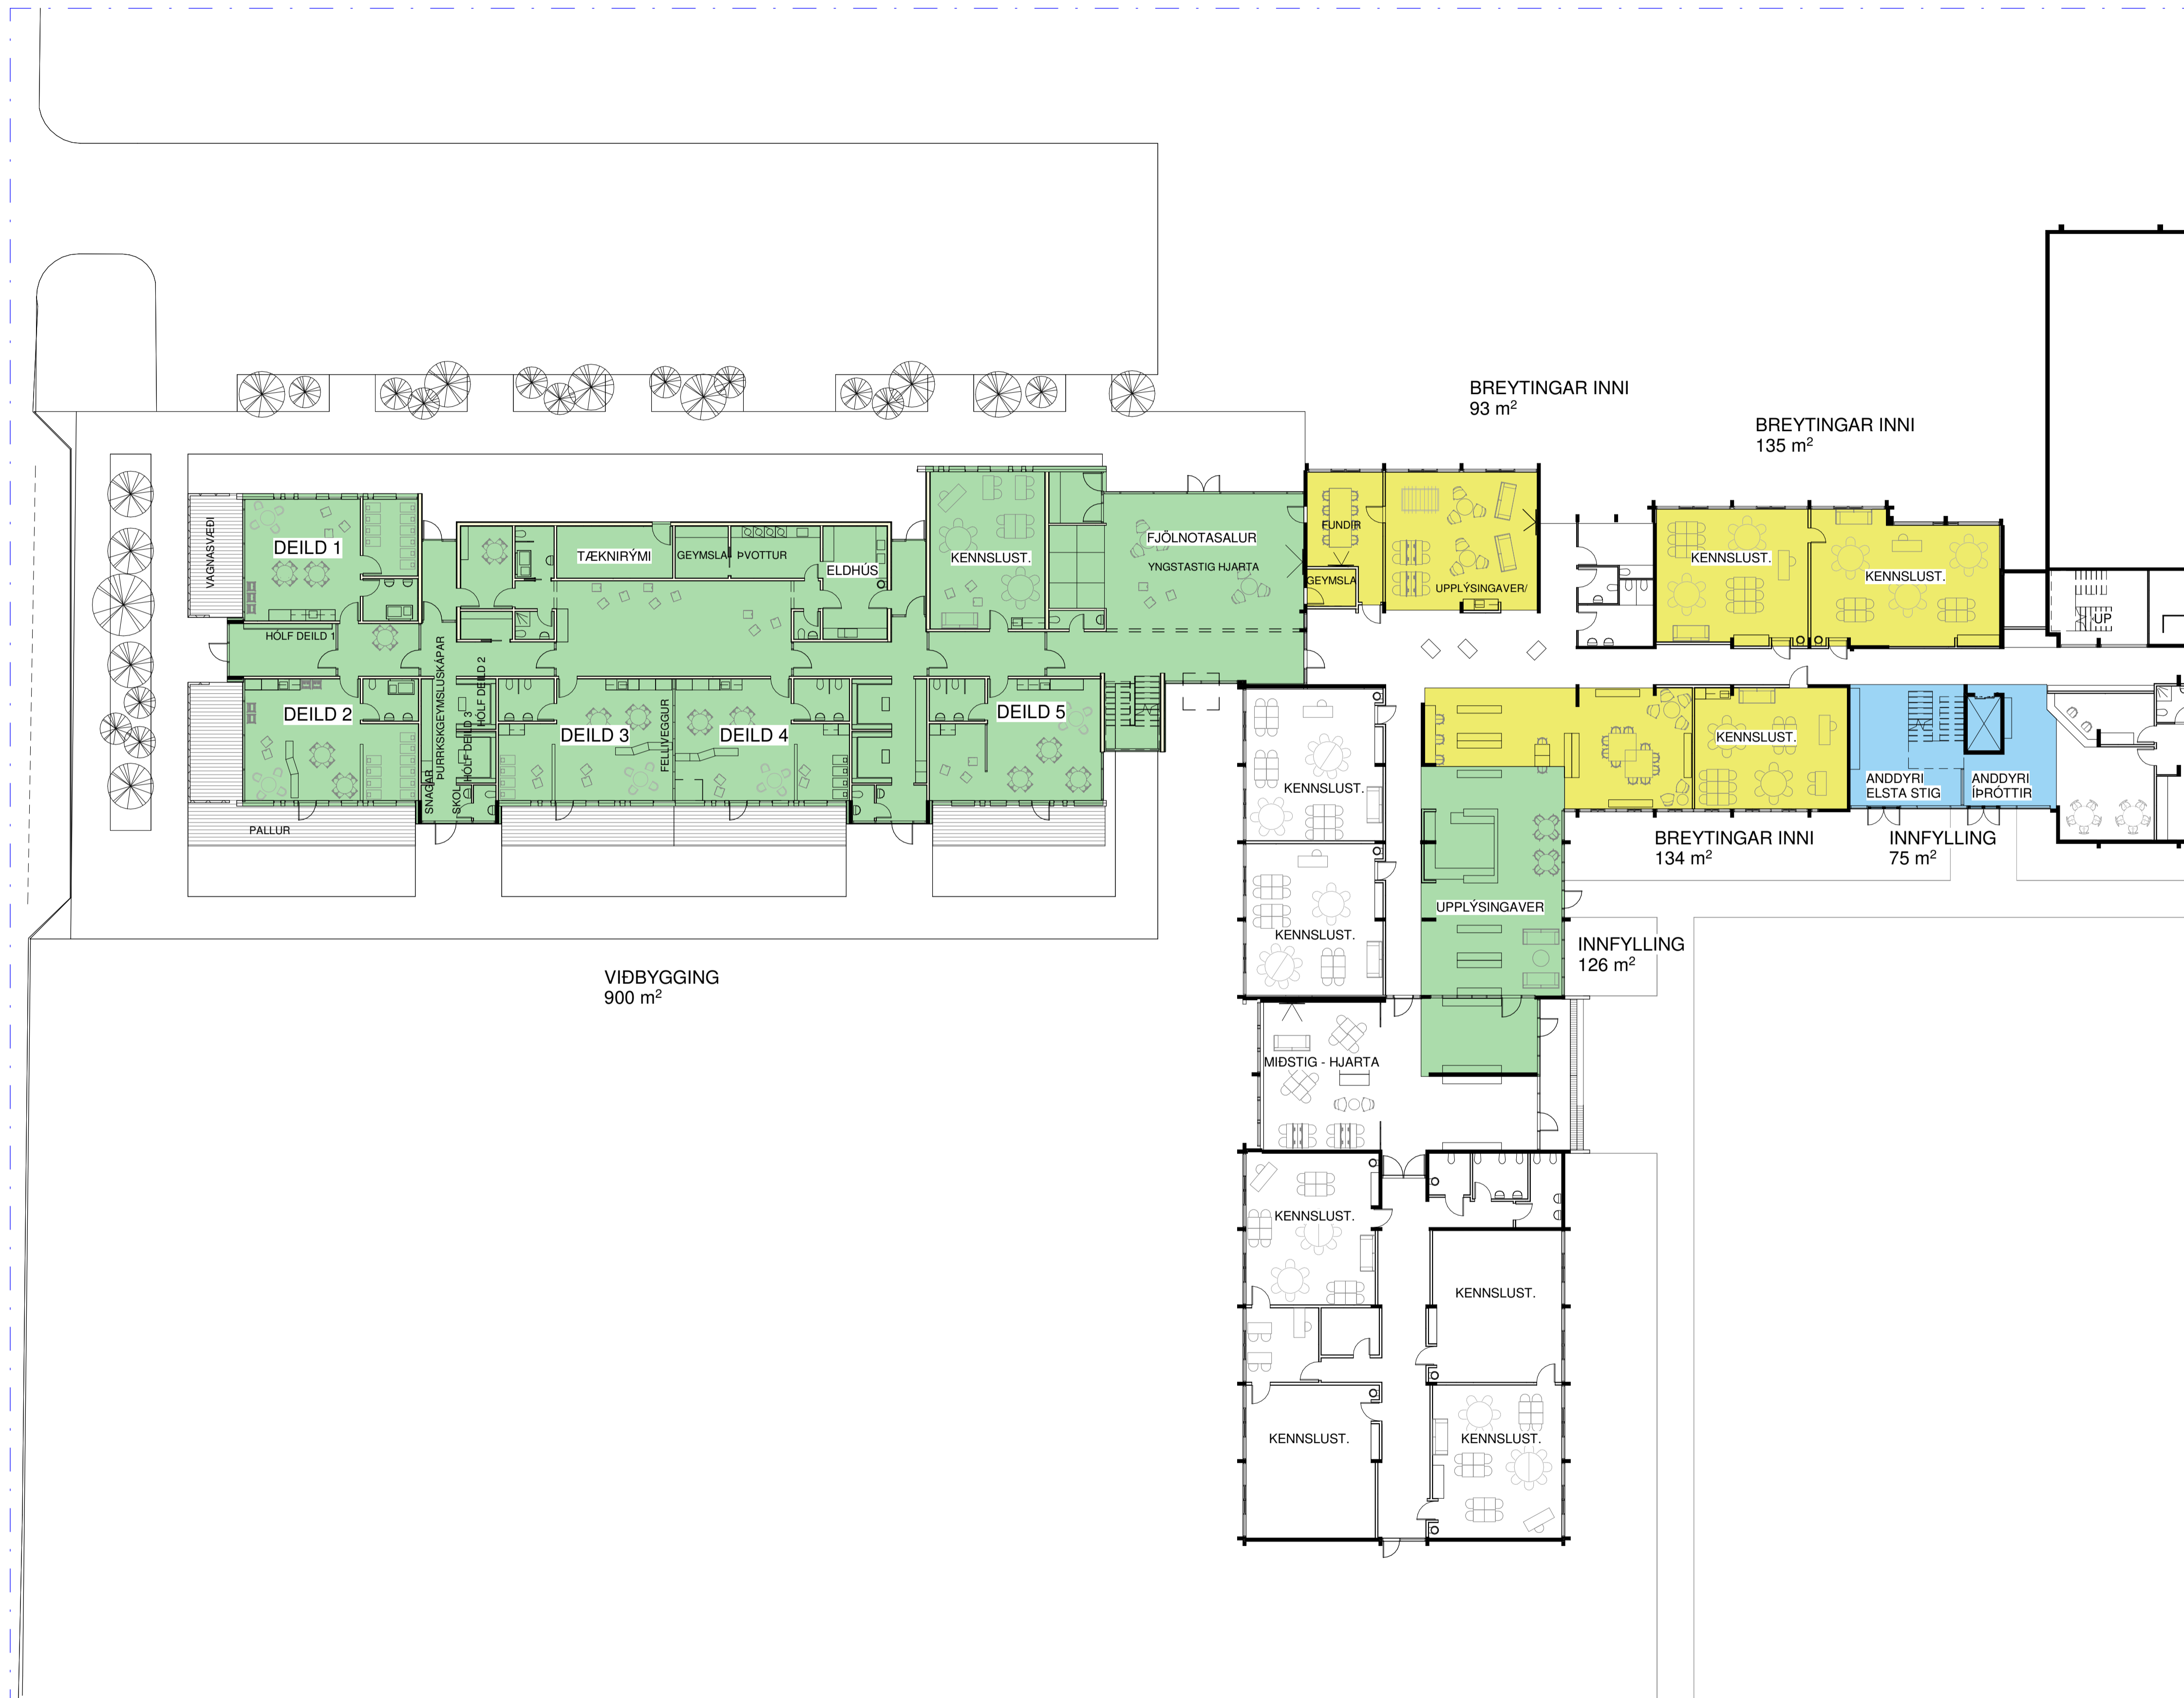 BREYTINGAR INNI
93 m²
BREYTINGAR INNI
135 m²
VAGNASVÆÐI
DEILD 1
TÆKNIRÝMI
GEYMSLA
ÞVOTTUR
ELDHÚS
KENNSLUST.
FJÖLNOTASALUR
YNGSTASTIG HJARTA
FUNDIR
GEYMSLA
UPPLÝSINGAVER/
KENNSLUST.
KENNSLUST.
UP
HÓLF DEILD 1
ÞURRKSKGEYMSLUSKÁPAR
HÓLF DEILD 2
HÓLF DEILD 3
SNAGAR
SKOL
DEILD 2
DEILD 3
FELLIVEGGUR
DEILD 4
DEILD 5
PALLUR
KENNSLUST.
KENNSLUST.
ANDDYRI
ELSTA STIG
ANDDYRI
ÍÞRÓTTIR
BREYTINGAR INNI
134 m²
INNFYLLING
75 m²
UPPLÝSINGAVER
KENNSLUST.
INNFYLLING
126 m²
VIÐBYGGING
900 m²
MIÐSTIG - HJARTA
KENNSLUST.
KENNSLUST.
KENNSLUST.
KENNSLUST.